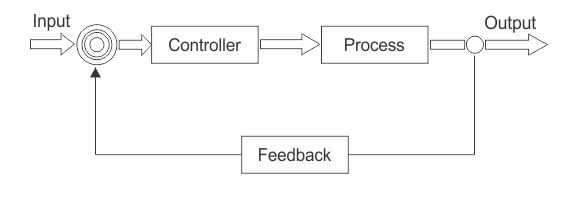 Input
Output
Controller
Process
Feedback